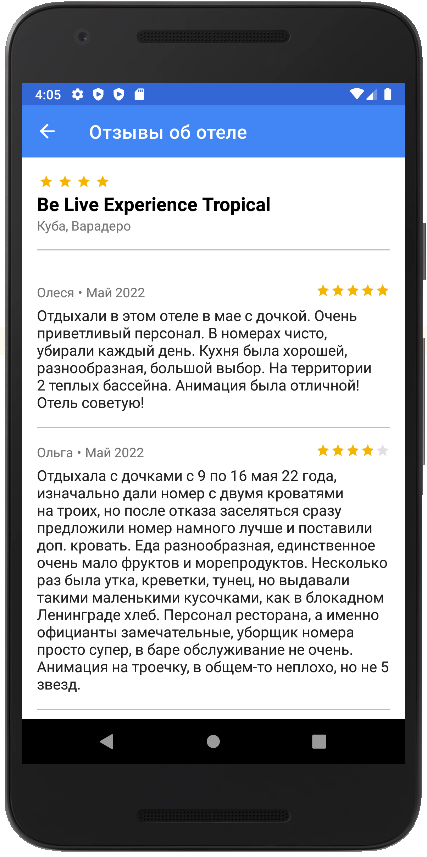 4:05
Отзывы об отеле
Be Live Experience Tropical
Куба, Варадеро
Олеся • Май 2022
Отдыхали в этом отеле в мае с дочкой. Очень
приветливый персонал. В номерах чисто,
убирали каждый день. Кухня была хорошей,
разнообразная, большой выбор. На территории
2 теплых бассейна. Анимация была отличной!
Отель советую!
Ольга • Май 2022
Отдыхала с дочками с 9 по 16 мая 22 года,
изначально дали номер с двумя кроватями
на троих, но после отказа заселяться сразу
предложили номер намного лучше и поставили
доп. кровать. Еда разнообразная, единственное
очень мало фруктов и морепродуктов. Несколько
раз была утка, креветки, тунец, но выдавали
такими маленькими кусочками, как в блокадном
Ленинграде хлеб. Персонал ресторана, а именно
официанты замечательные, уборщик номера
просто супер, в баре обслуживание не очень.
Анимация на троечку, в общем-то неплохо, но не 5
звезд.